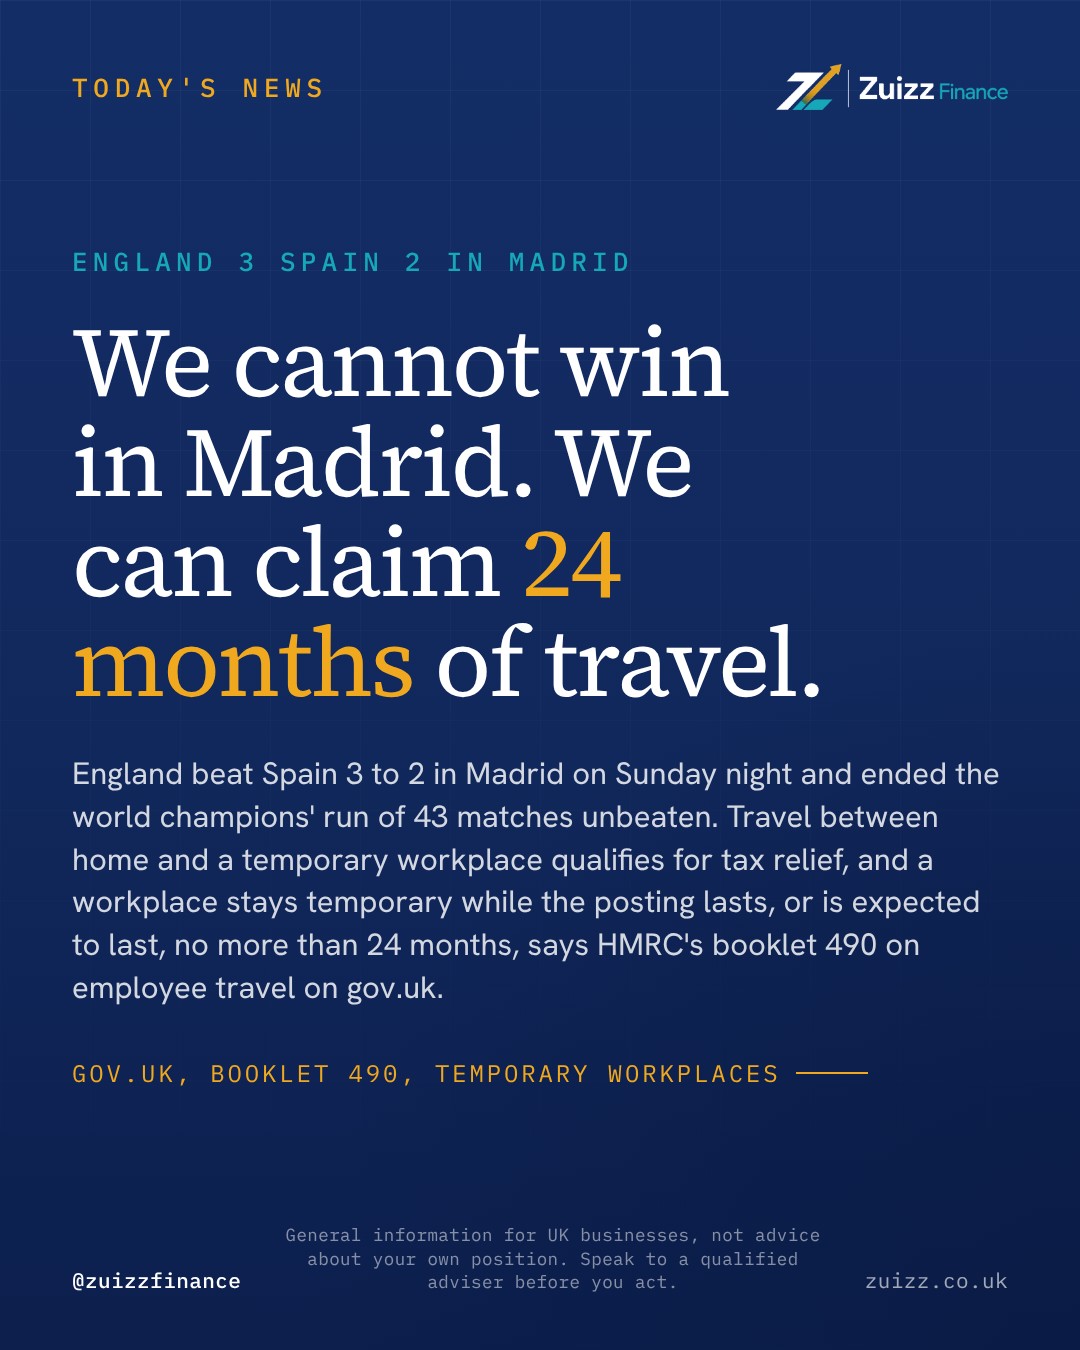 TODAY'S NEWS
Zuizz Finance
ENGLAND 3 SPAIN 2 IN MADRID
We cannot win
in Madrid. We
can claim 24
months of travel.
England beat Spain 3 to 2 in Madrid on Sunday night and ended the
world champions' run of 43 matches unbeaten. Travel between
home and a temporary workplace qualifies for tax relief, and a
workplace stays temporary while the posting lasts, or is expected
to last, no more than 24 months, says HMRC's booklet 490 on
employee travel on gov.uk.
GOV.UK, BOOKLET 490, TEMPORARY WORKPLACES
General information for UK businesses, not advice
about your own position. Speak to a qualified
adviser before you act.
@zuizzfinance
zuizz.co.uk